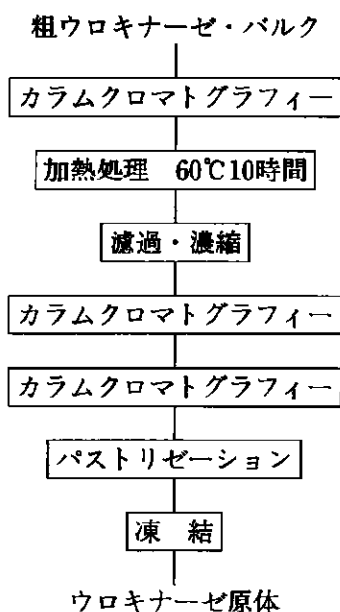 粗ウロキナーゼ・バルク
カラムクロマトグラフィー
加熱処理 60℃10時間
濾過・濃縮
カラムクロマトグラフィー
カラムクロマトグラフィー
パストリゼーション
凍 結
ウロキナーゼ原体